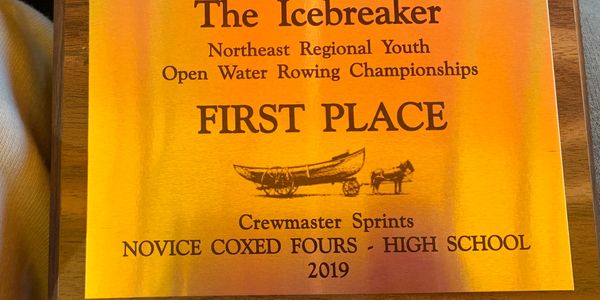 The Icebreaker
Northeast Regional Youth
Open Water Rowing Championships
FIRST PLACE
Crewmaster Sprints
NOVICE COXED FOURS - HIGH SCHOOL
2019